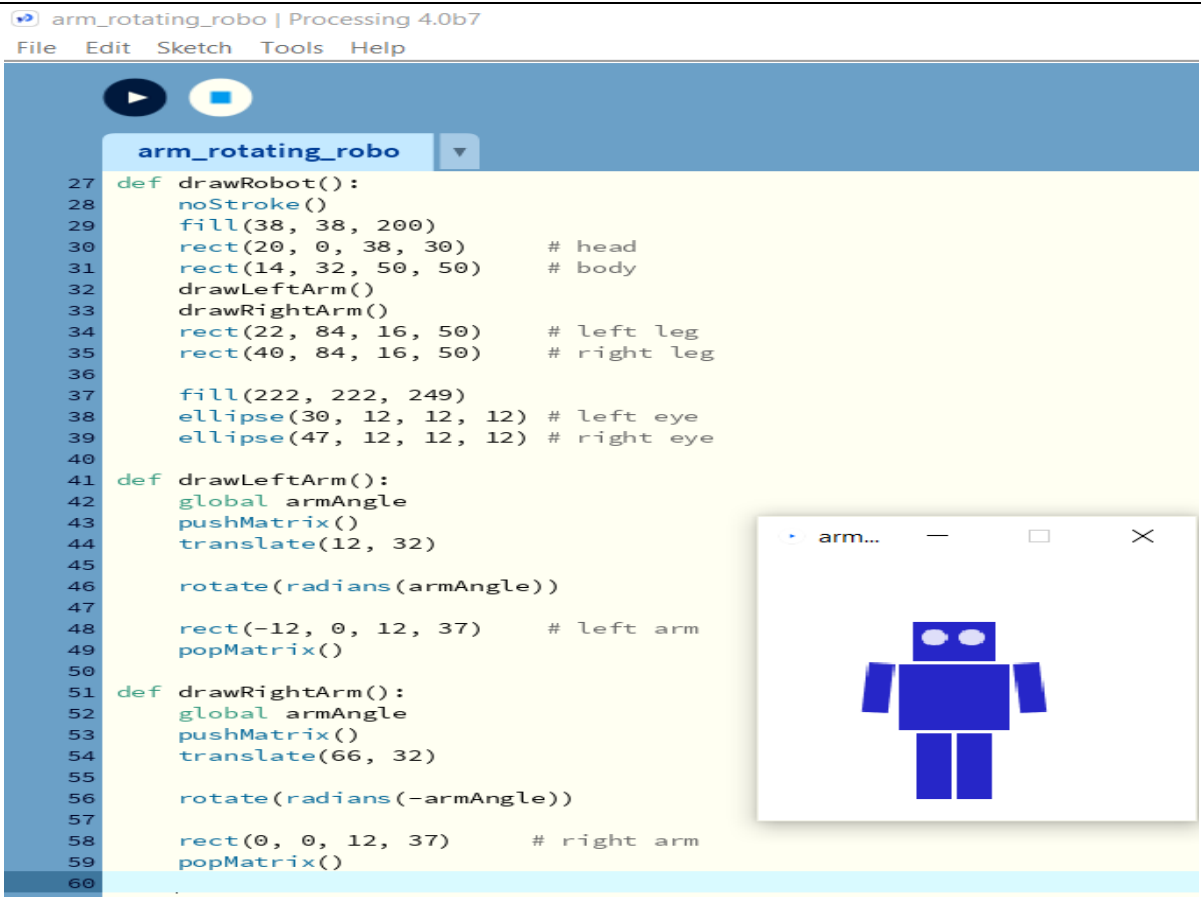 arm_rotating_robo | Processing 4.0b7
File Edit Sketch Tools Help
arm_rotating_robo
27 def drawRobot():
28 noStroke()
29 fill(38, 38, 200)
30 rect(20, 0, 38, 30) # head
31 rect(14, 32, 50, 50) # body
32 drawLeftArm()
33 drawRightArm()
34 rect(22, 84, 16, 50) # left leg
35 rect(40, 84, 16, 50) # right leg
36
37 fill(222, 222, 249)
38 ellipse(30, 12, 12, 12) # left eye
39 ellipse(47, 12, 12, 12) # right eye
40
41 def drawLeftArm():
42 global armAngle
43 pushMatrix()
44 translate(12, 32)
45
46 rotate(radians(armAngle))
47
48 rect(-12, 0, 12, 37) # left arm
49 popMatrix()
50
51 def drawRightArm():
52 global armAngle
53 pushMatrix()
54 translate(66, 32)
55
56 rotate(radians(-armAngle))
57
58 rect(0, 0, 12, 37) # right arm
59 popMatrix()
60
arm...